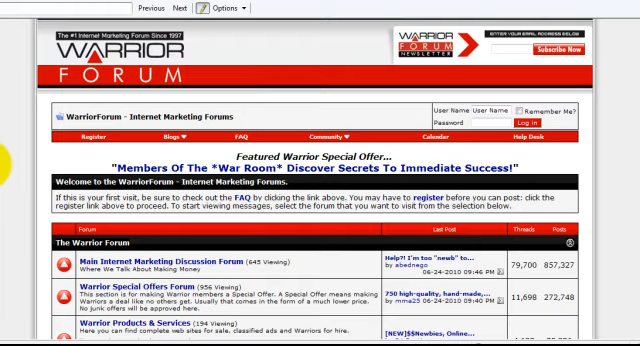 Previous Next Options
The #1 Internet Marketing Forum Since 1997
WARRIOR
FORUM
WARRIOR
FORUM
NEWSLETTER
ENTER YOUR EMAIL ADDRESS BELOW
Subscribe Now
WarriorForum - Internet Marketing Forums
User Name User Name Remember Me?
Password Log in
Register Blogs FAQ Community Calendar Help Desk
Featured Warrior Special Offer...
"Members Of The *War Room* Discover Secrets To Immediate Success!"
Welcome to the WarriorForum - Internet Marketing Forums.
If this is your first visit, be sure to check out the FAQ by clicking the link above. You may have to register before you can post: click the
register link above to proceed. To start viewing messages, select the forum that you want to visit from the selection below.
Forum Last Post Threads Posts
The Warrior Forum
Main Internet Marketing Discussion Forum (645 Viewing)
Where We Talk About Making Money
Help?! I'm too "newb" to...
by abednego
06-24-2010 09:46 PM
79,700 857,327
Warrior Special Offers Forum (956 Viewing)
This section is for making Warrior members a Special Offer. A Special Offer means making
Warriors a deal like no others get. Usually that comes in the form of a much lower price.
No junk offers will be approved here.
750 high-quality, hand-made,...
by mma25 06-24-2010 09:40 PM
11,698 272,748
Warrior Products & Services (194 Viewing)
Here you can find complete web sites for sale, classified ads and Warriors for hire.
[NEW]$$Newbies, Online...